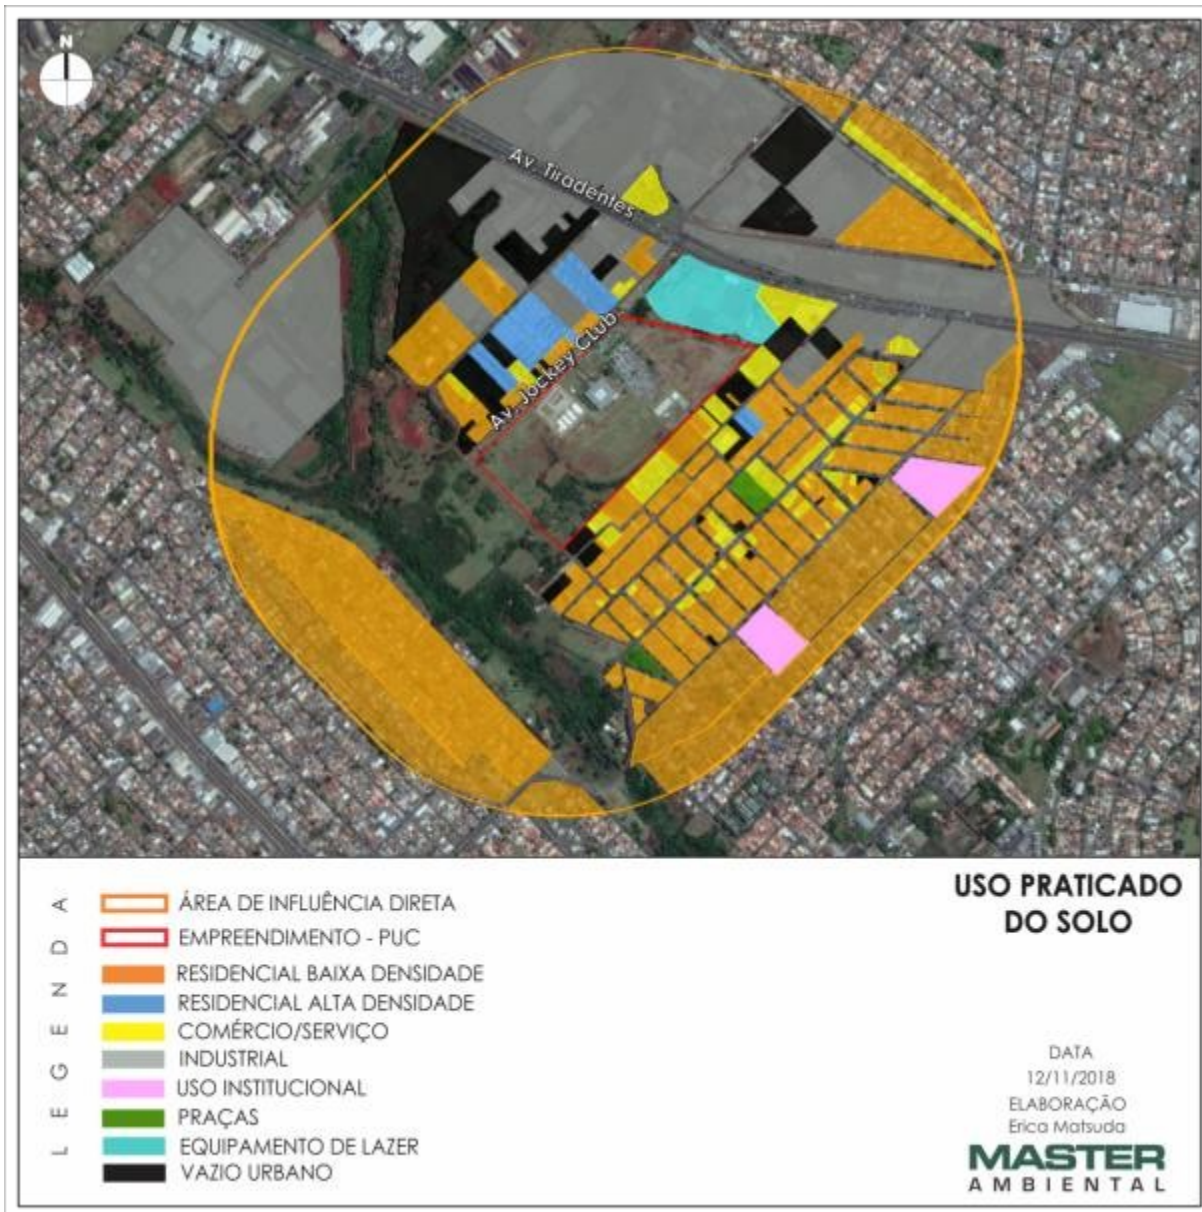 N
Av. Tiradentes
Av. Jockey Club
LEGENDA
ÁREA DE INFLUÊNCIA DIRETA
EMPREENDIMENTO - PUC
RESIDENCIAL BAIXA DENSIDADE
RESIDENCIAL ALTA DENSIDADE
COMÉRCIO/SERVIÇO
INDUSTRIAL
USO INSTITUCIONAL
PRAÇAS
EQUIPAMENTO DE LAZER
VAZIO URBANO
USO PRATICADO
DO SOLO
DATA
12/11/2018
ELABORAÇÃO
Erica Matsuda
MASTER
AMBIENTAL